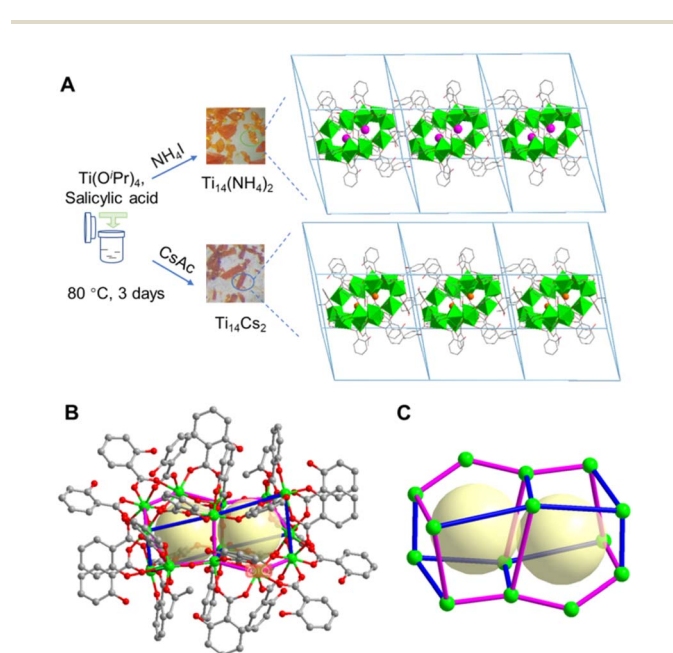 A
NH₄I
Ti(OⁱPr)₄,
Salicylic acid
Ti₁₄(NH₄)₂
CsAc
80 °C, 3 days
Ti₁₄Cs₂
B
C